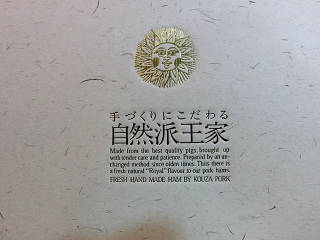 手づくりにこだわる
自然派王家
Made from the best quality pigs, brought up
with tender care and patience. Prepared by an un-
changed method since olden times. Thus there is
a fresh natural "Royal" flavour to our pork hams.
FRESH HAND MADE HAM BY KOUZA PORK